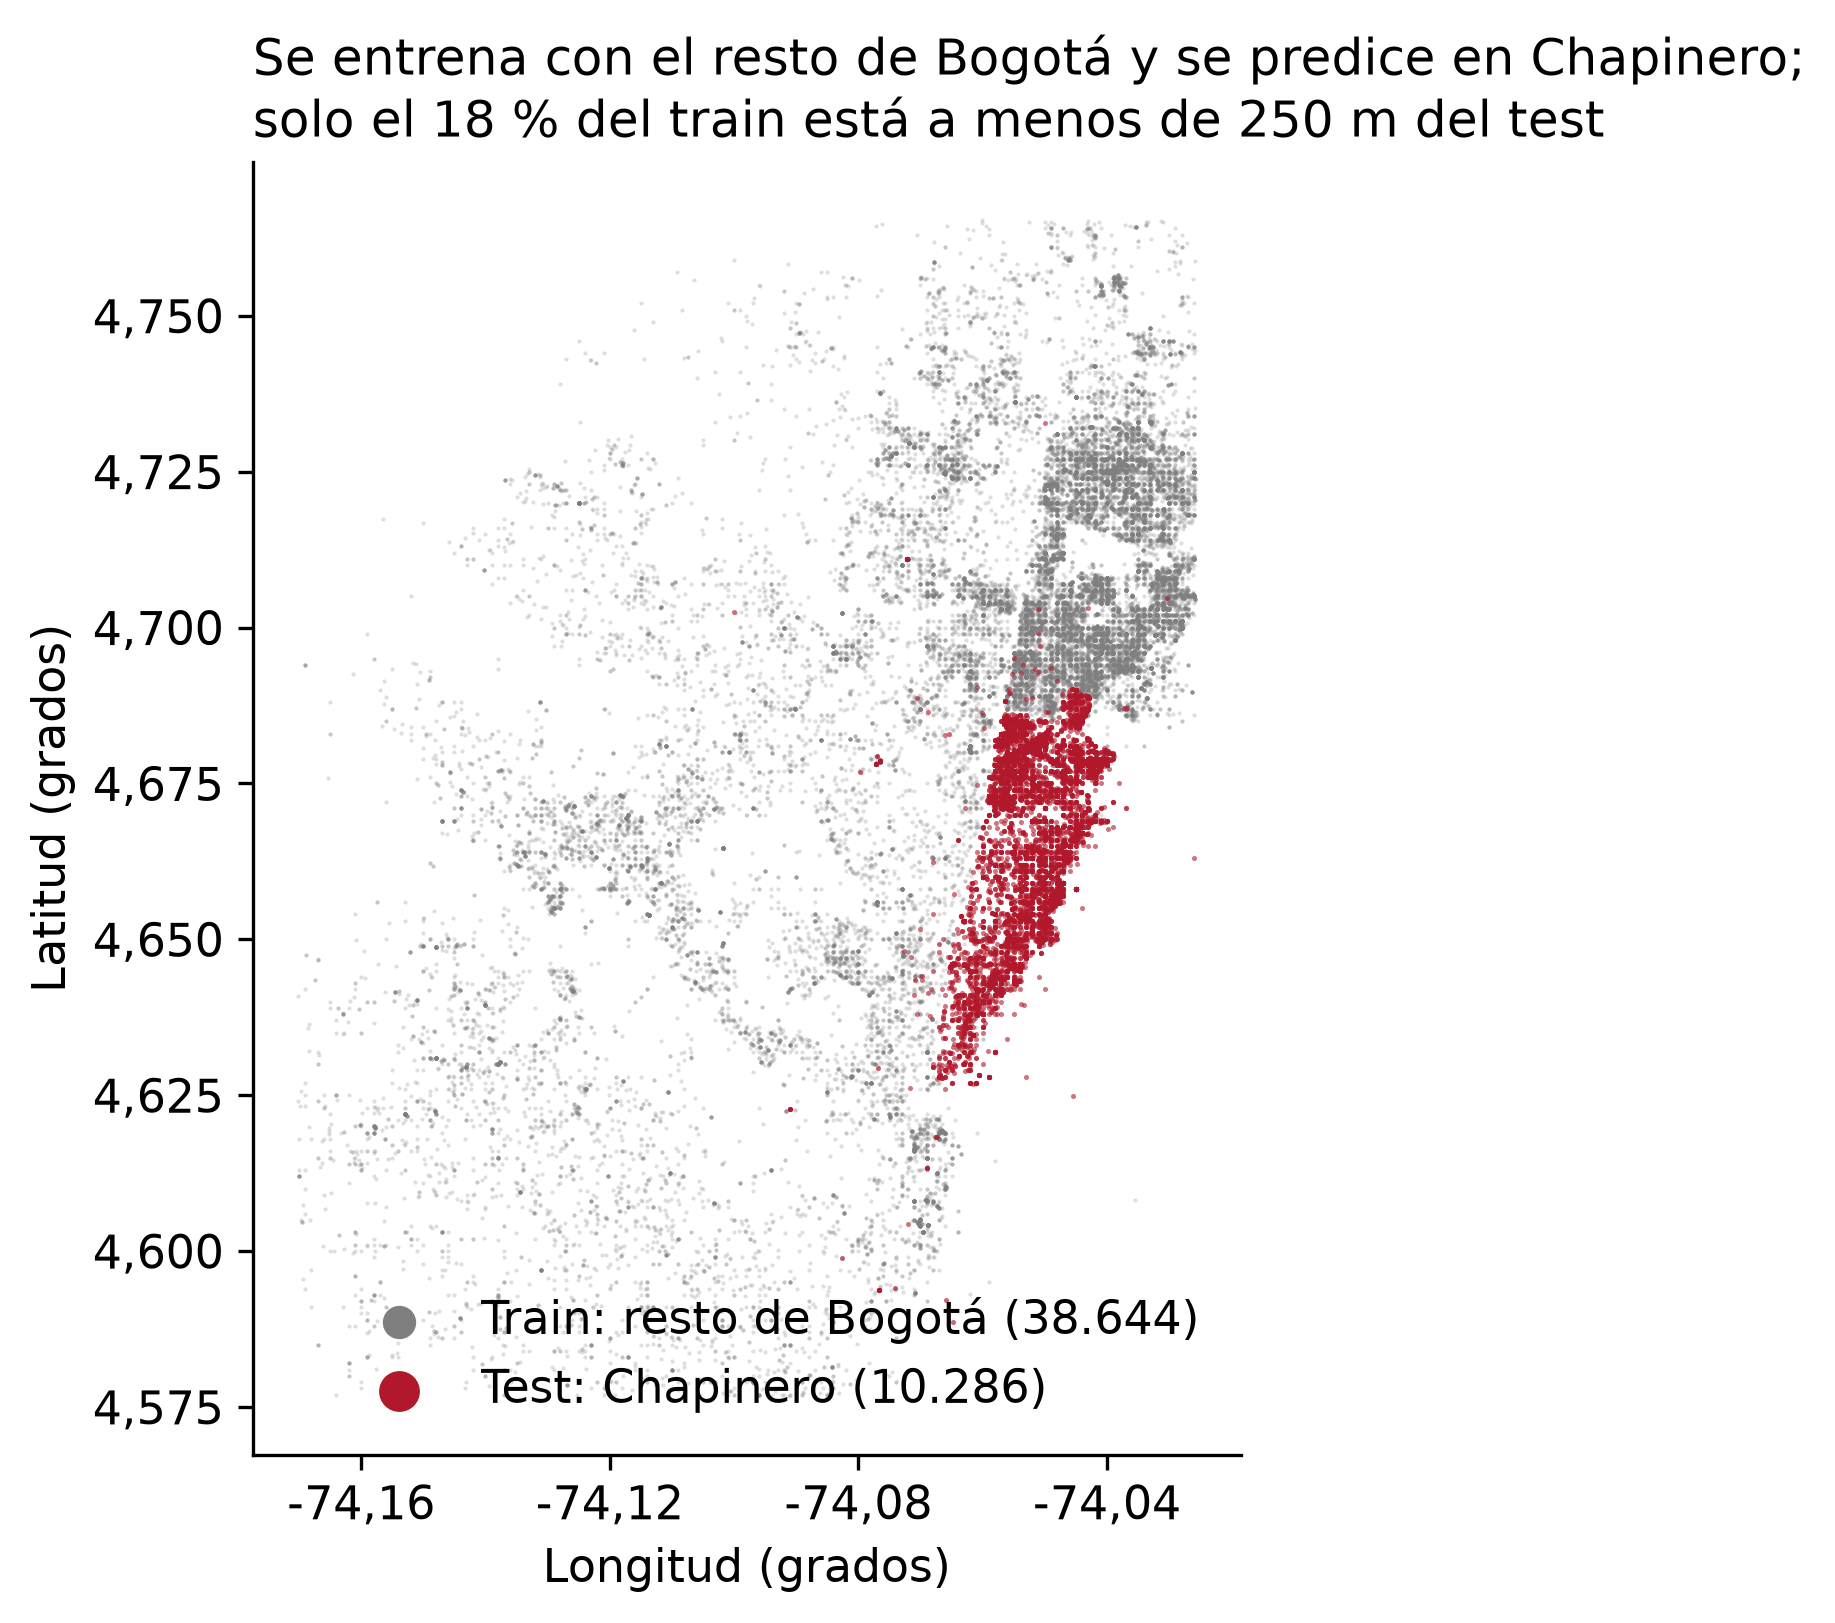 Se entrena con el resto de Bogotá y se predice en Chapinero;
solo el 18 % del train está a menos de 250 m del test
Latitud (grados)
4,750
4,725
4,700
4,675
4,650
4,625
4,600
4,575
Train: resto de Bogotá (38.644)
Test: Chapinero (10.286)
-74,16
-74,12
-74,08
-74,04
Longitud (grados)